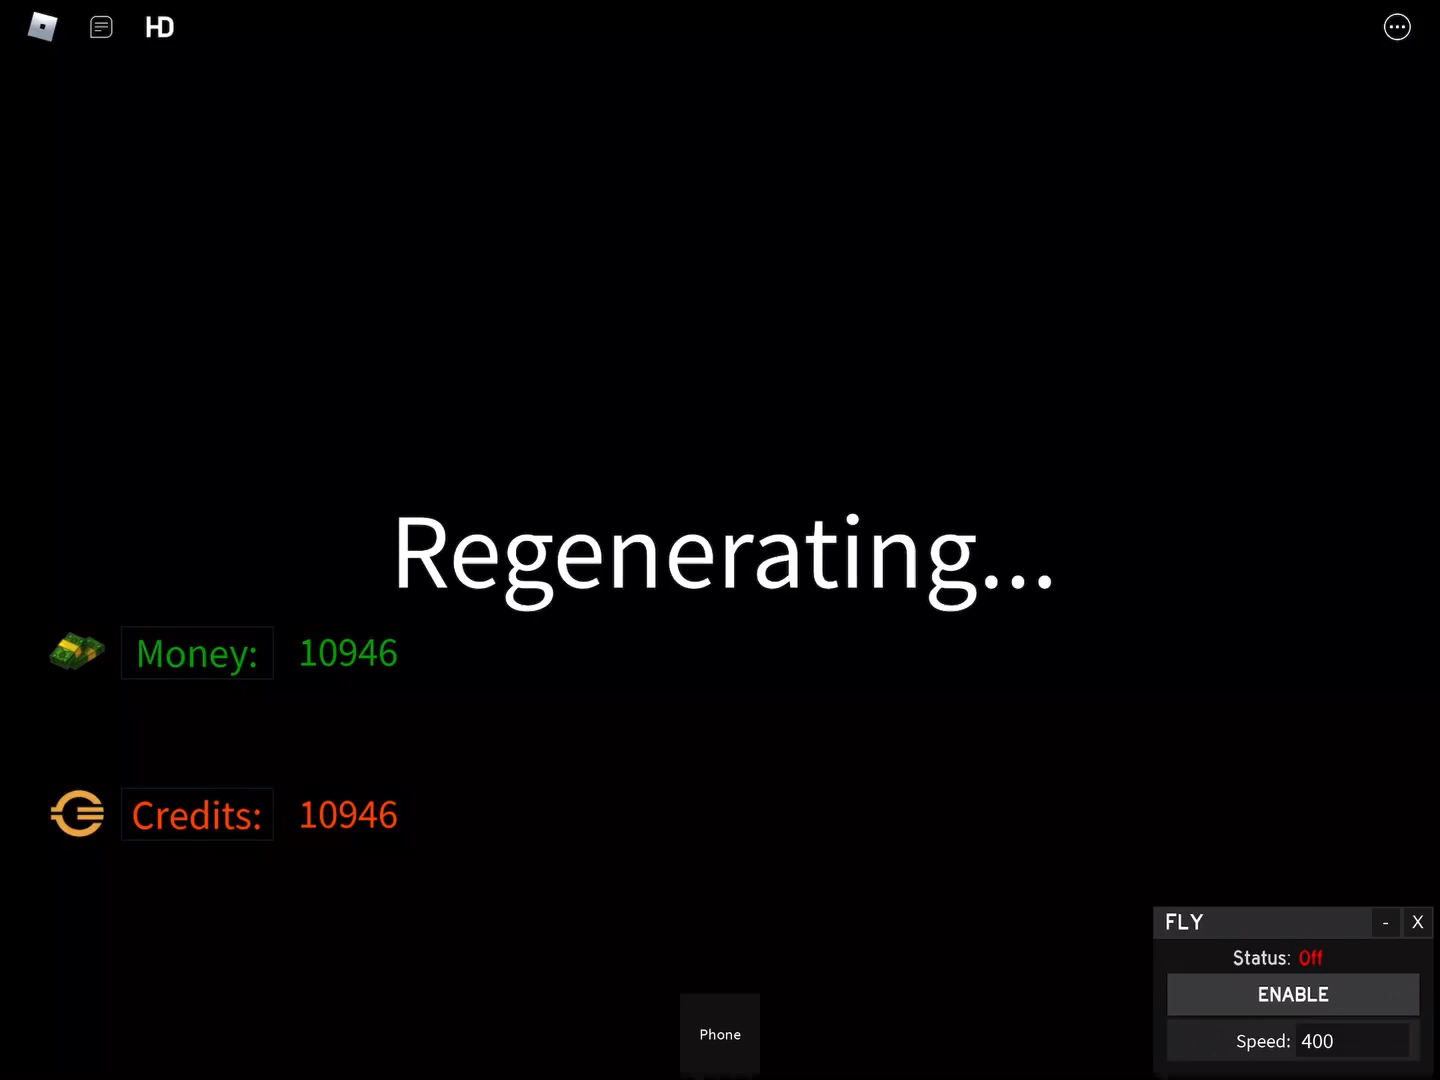 HD
Regenerating...
Money: 10946
Credits: 10946
FLY - X
Status: Off
ENABLE
Speed: 400
Phone